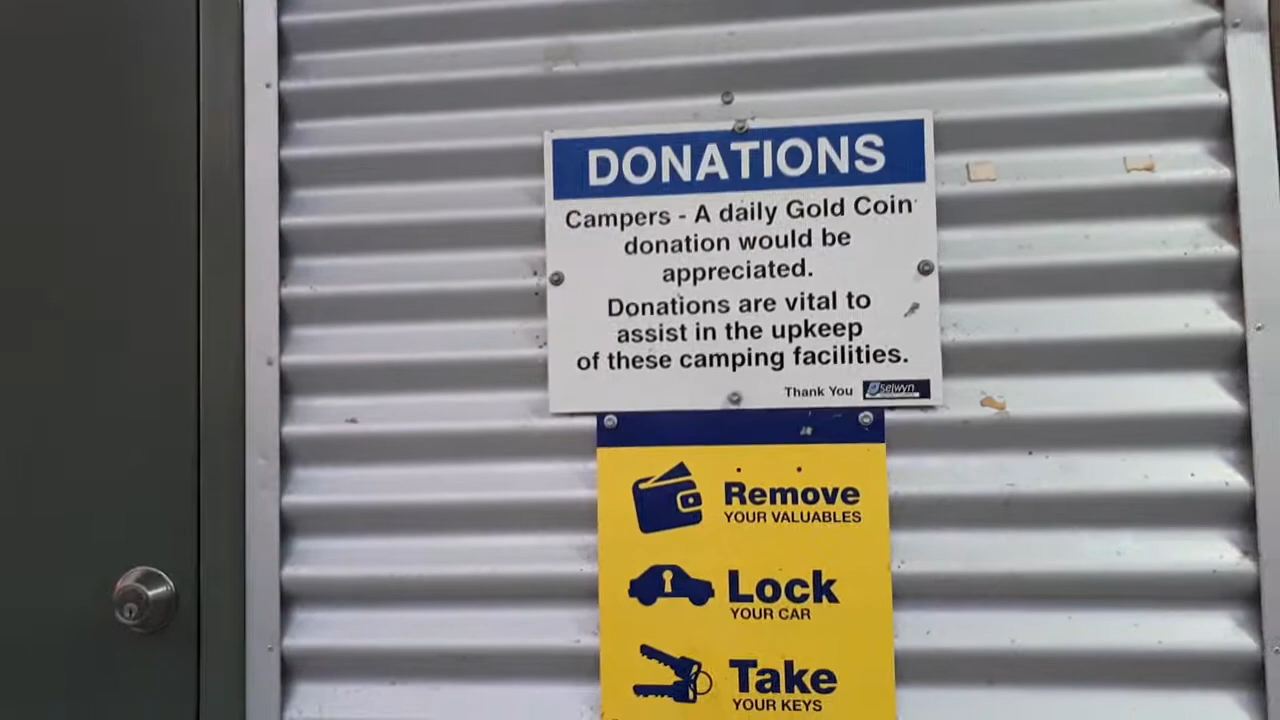 DONATIONS
Campers - A daily Gold Coin
donation would be
appreciated.
Donations are vital to
assist in the upkeep
of these camping facilities.
Thank You selwyn
Remove
YOUR VALUABLES
Lock
YOUR CAR
Take
YOUR KEYS